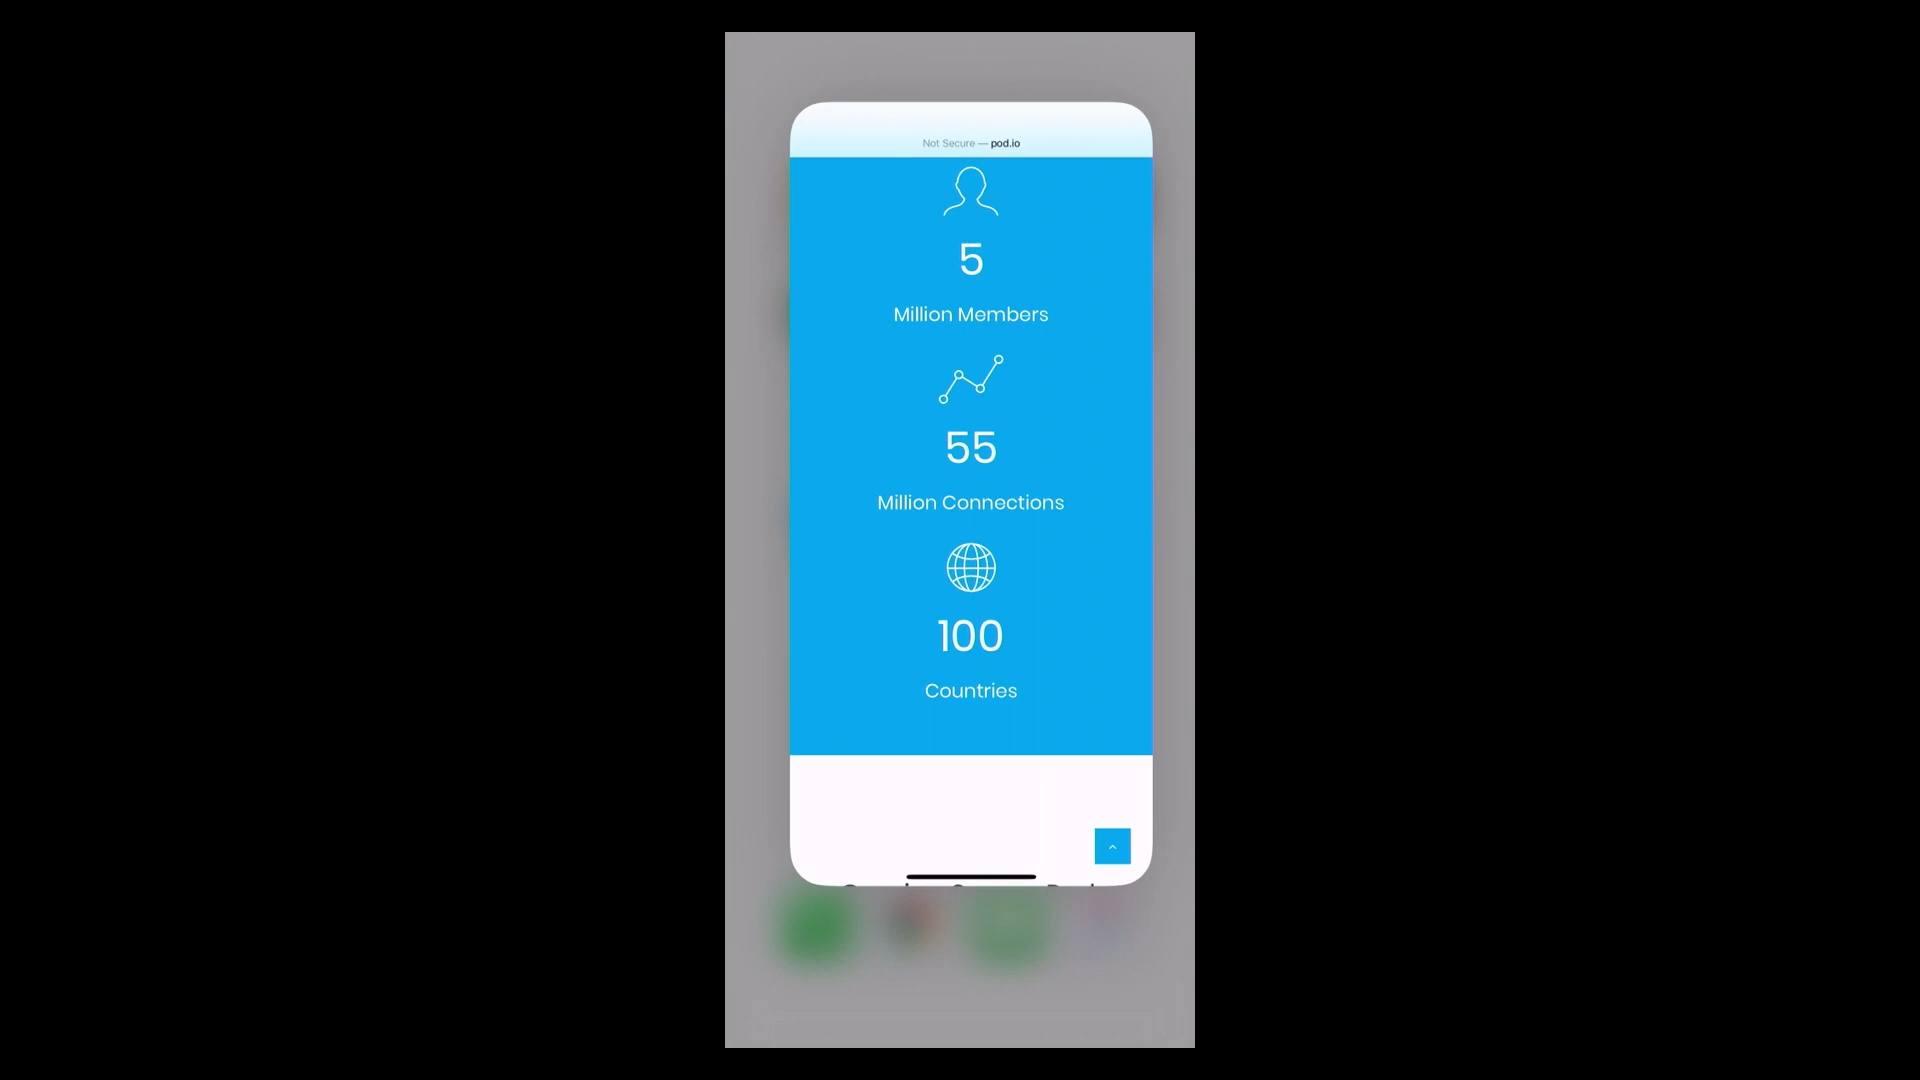 Not Secure — pod.io
5
Million Members
55
Million Connections
100
Countries